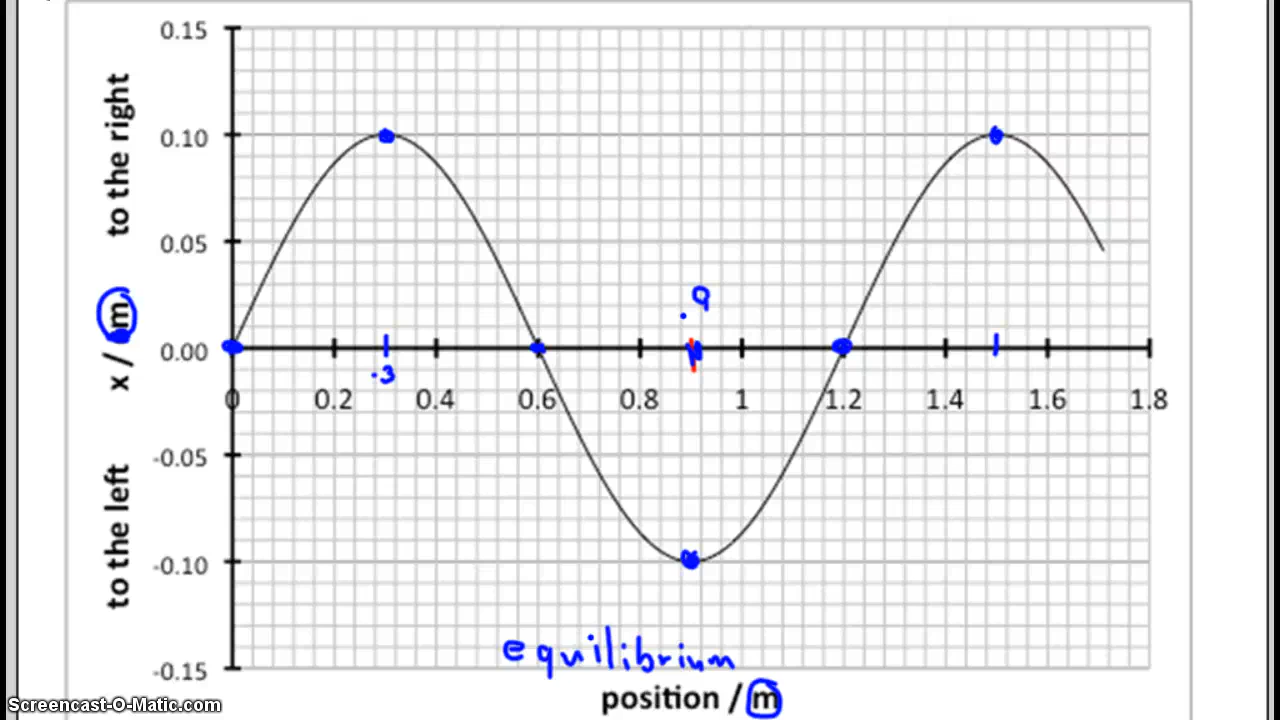 0.15
0.10
0.05
0.00
-0.05
-0.10
-0.15
to the right
x / m
to the left
.9
.3
0 0.2 0.4 0.6 0.8 1 1.2 1.4 1.6 1.8
equilibrium
position / m
Screencast-O-Matic.com